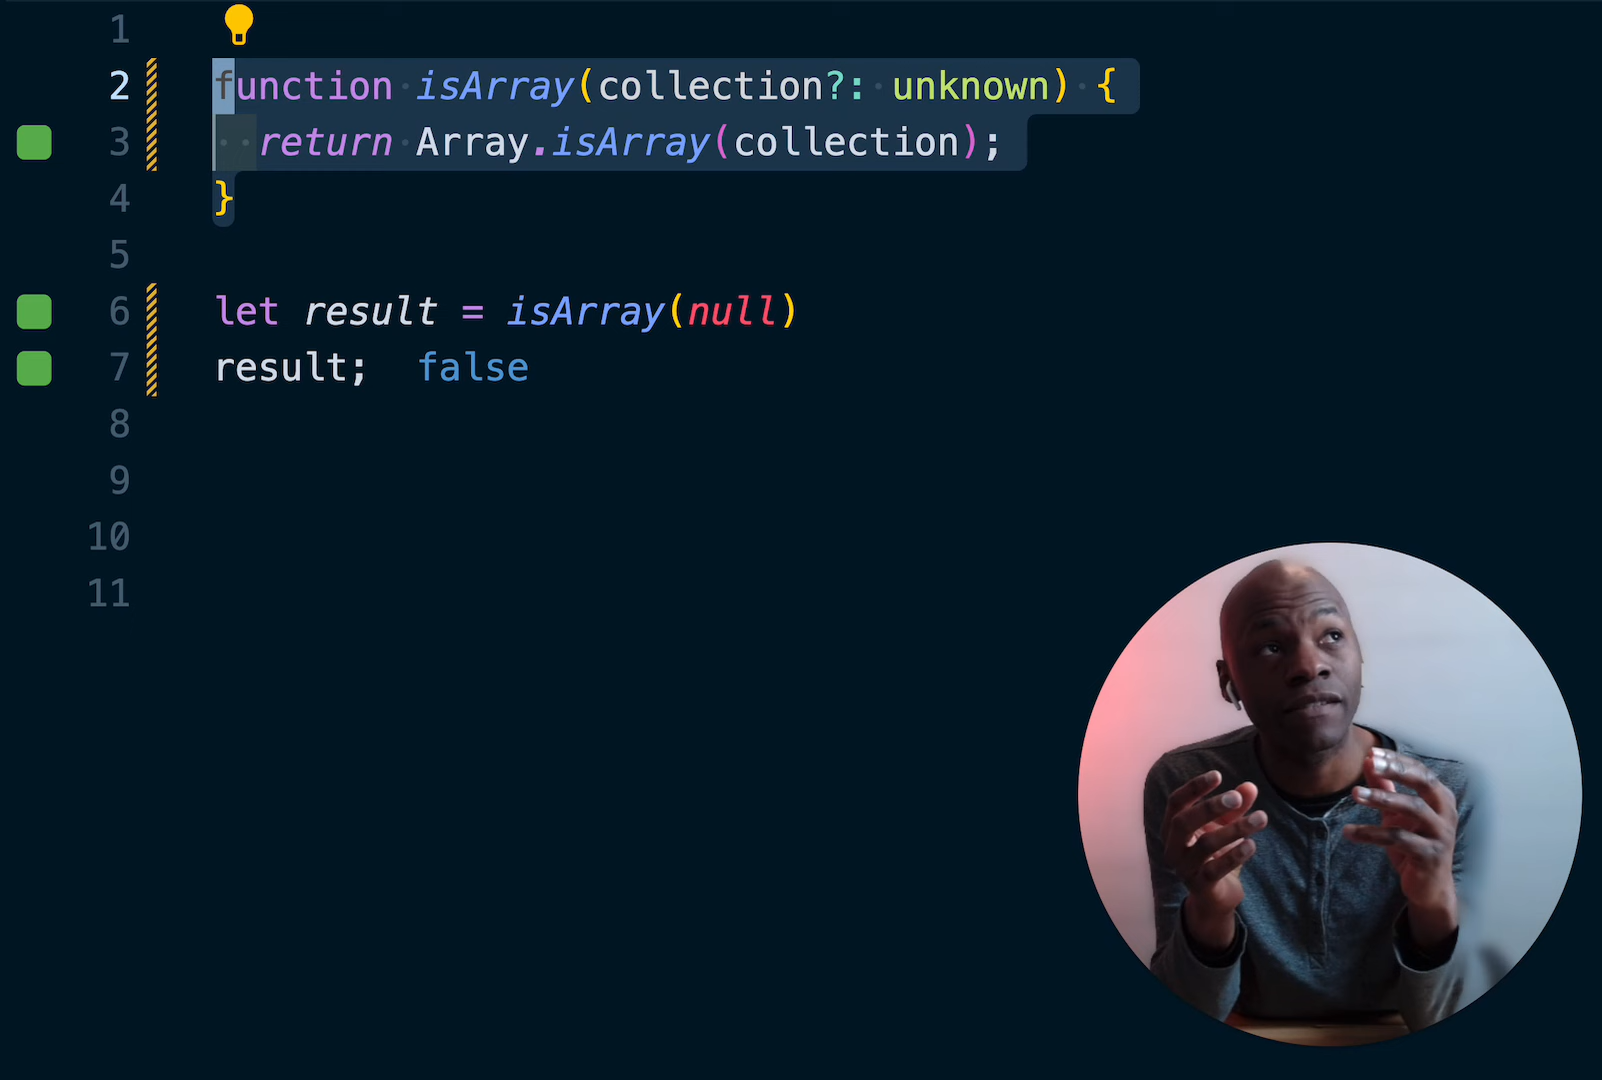 1
2 function isArray(collection?: unknown) {
3 return Array.isArray(collection);
4 }
5
6 let result = isArray(null)
7 result; false
8
9
10
11